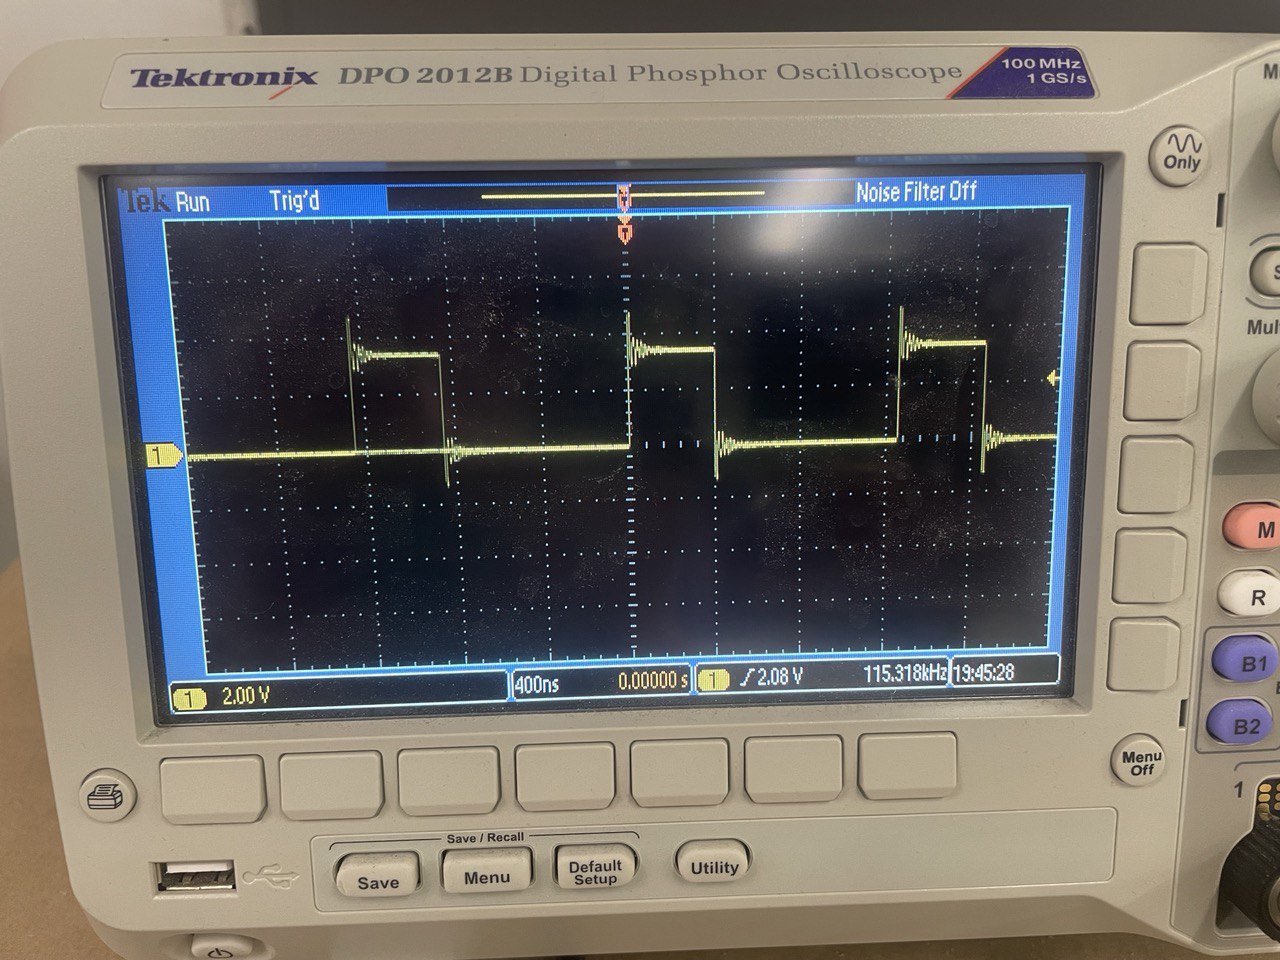 Tektronix DPO 2012B Digital Phosphor Oscilloscope 100 MHz
1 GS/s
Tek Run Trig'd Noise Filter Off
T
T
1
1 2.00 V 400ns 0.00000 s 1 2.08 V 115.318kHz 19:45:28
Only
M
R
B1
B2
Menu
Off
1
Save / Recall
Save Menu Default
Setup Utility